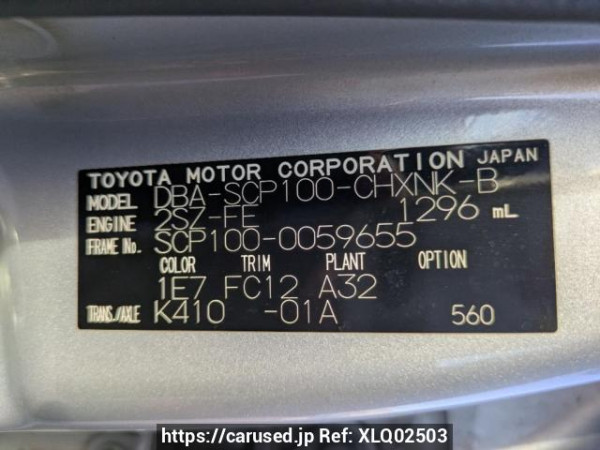 TOYOTA MOTOR CORPORATION JAPAN
MODEL DBA-SCP100-CHXNK-B
ENGINE 2SZ-FE 1296 mL
FRAME No. SCP100-0059655
COLOR TRIM PLANT OPTION
1E7 FC12 A32
TRANS./AXLE K410 -01A 560
https://carused.jp Ref: XLQ02503